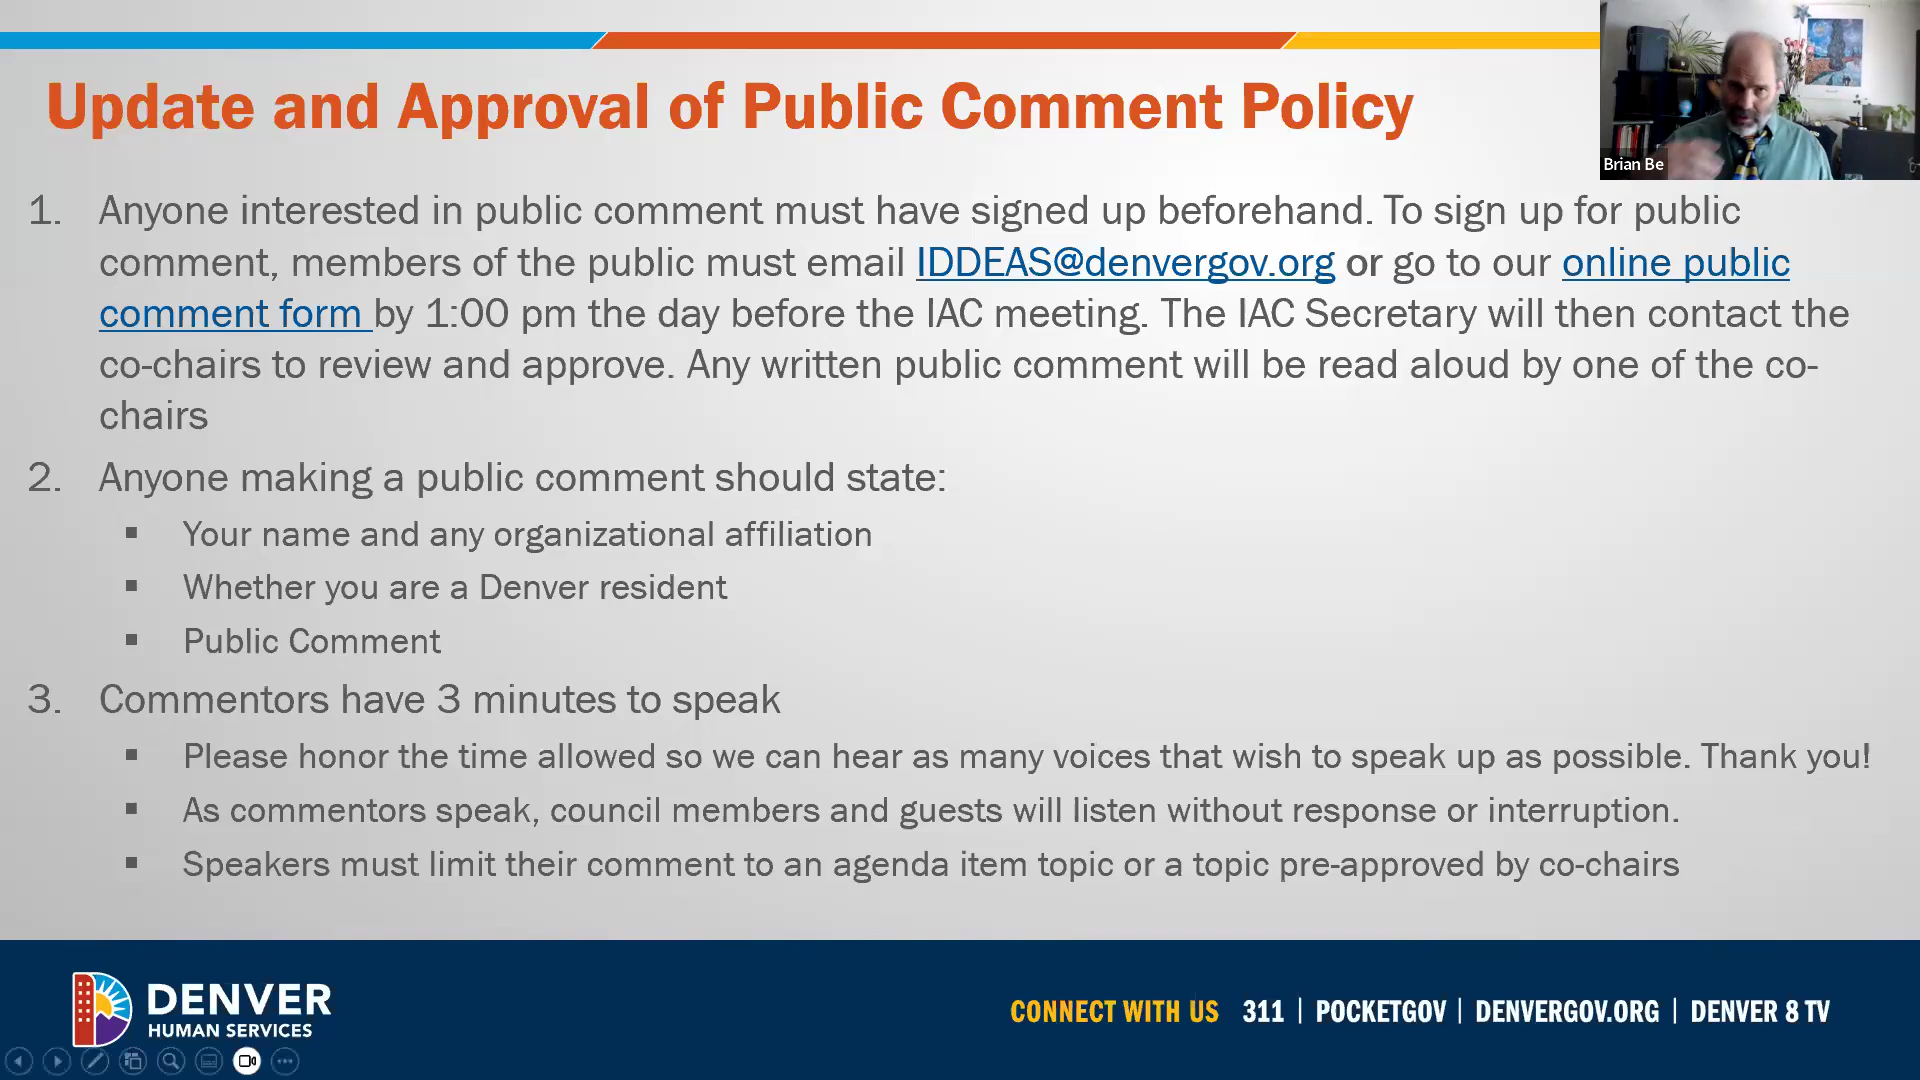 Update and Approval of Public Comment Policy
Brian Be
1. Anyone interested in public comment must have signed up beforehand. To sign up for public
comment, members of the public must email IDDEAS@denvergov.org or go to our online public
comment form by 1:00 pm the day before the IAC meeting. The IAC Secretary will then contact the
co-chairs to review and approve. Any written public comment will be read aloud by one of the co-
chairs
2. Anyone making a public comment should state:
▪ Your name and any organizational affiliation
▪ Whether you are a Denver resident
▪ Public Comment
3. Commentors have 3 minutes to speak
▪ Please honor the time allowed so we can hear as many voices that wish to speak up as possible. Thank you!
▪ As commentors speak, council members and guests will listen without response or interruption.
▪ Speakers must limit their comment to an agenda item topic or a topic pre-approved by co-chairs
DENVER
HUMAN SERVICES
CONNECT WITH US 311 | POCKETGOV | DENVERGOV.ORG | DENVER 8 TV